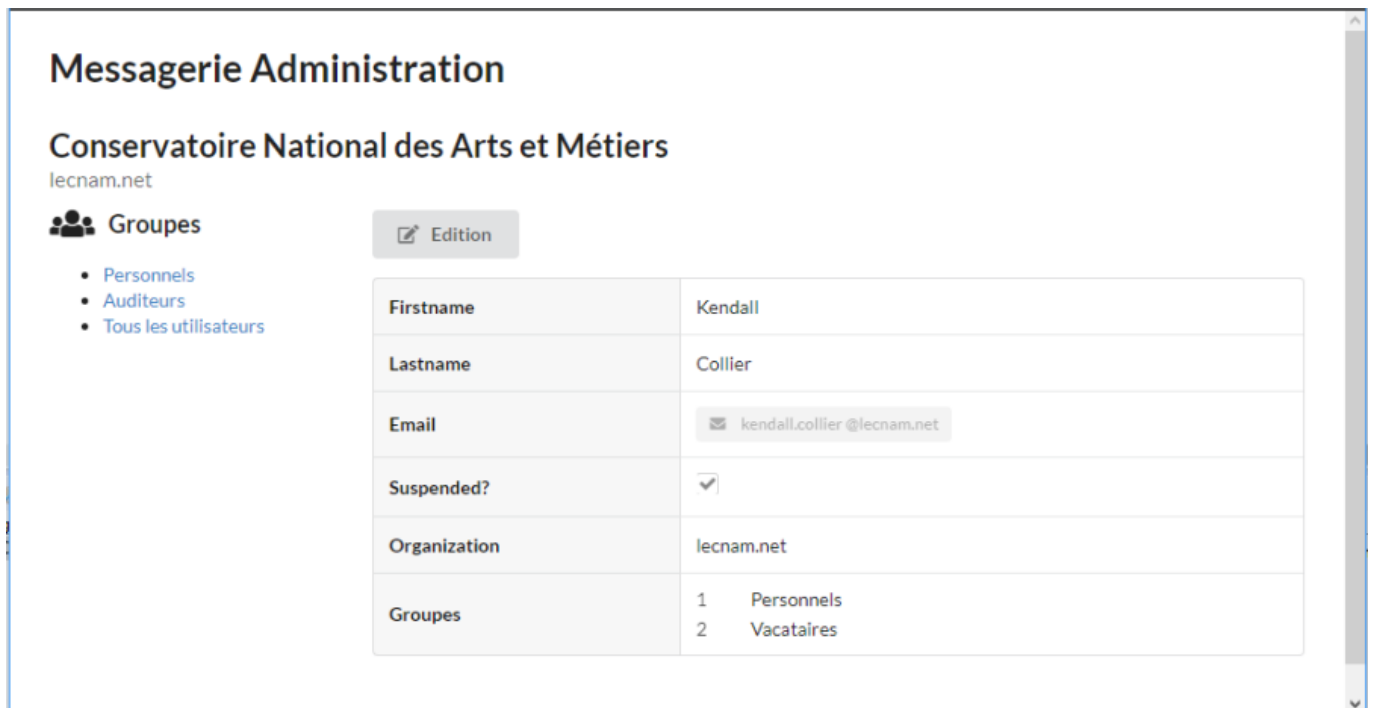 Messagerie Administration
Conservatoire National des Arts et Métiers
lecnam.net
Groupes
Personnels
Auditeurs
Tous les utilisateurs
Edition
Firstname Kendall
Lastname Collier
Email kendall.collier @lecnam.net
Suspended?
Organization lecnam.net
Groupes
1 Personnels
2 Vacataires